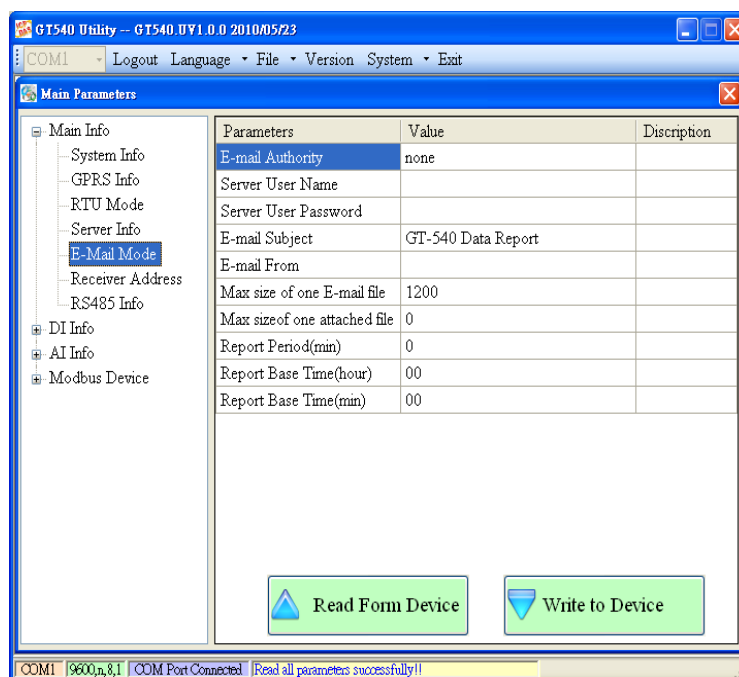 GT540 Utility -- GT540.UV1.0.0 2010/05/23
COM1 Logout Language File Version System Exit
Main Parameters
Main Info
System Info
GPRS Info
RTU Mode
Server Info
E-Mail Mode
Receiver Address
RS485 Info
DI Info
AI Info
Modbus Device
Parameters Value Discription
E-mail Authority none
Server User Name
Server User Password
E-mail Subject GT-540 Data Report
E-mail From
Max size of one E-mail file 1200
Max sizeof one attached file 0
Report Period(min) 0
Report Base Time(hour) 00
Report Base Time(min) 00
Read Form Device
Write to Device
COM1 9600,n,8,1 COM Port Connected Read all parameters successfully!!